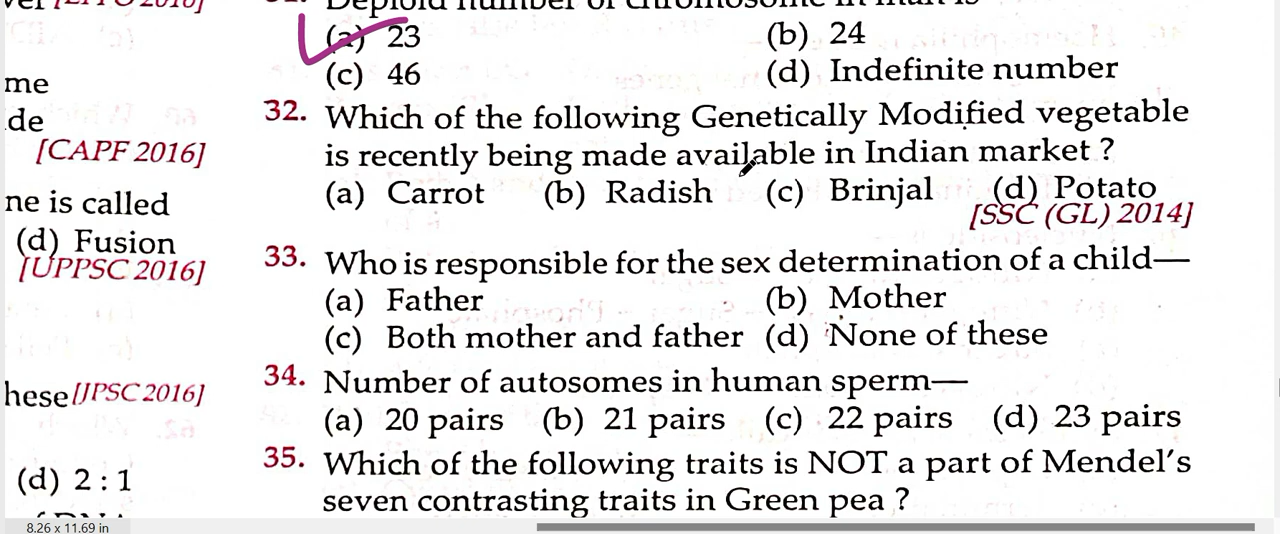 me
de
[CAPF 2016]
ne is called
(d) Fusion
[UPPSC 2016]
hese [JPSC 2016]
(d) 2 : 1
(a) 23 (b) 24
(c) 46 (d) Indefinite number
32. Which of the following Genetically Modified vegetable
is recently being made available in Indian market ?
(a) Carrot (b) Radish (c) Brinjal (d) Potato
[SSC (GL) 2014]
33. Who is responsible for the sex determination of a child—
(a) Father (b) Mother
(c) Both mother and father (d) None of these
34. Number of autosomes in human sperm—
(a) 20 pairs (b) 21 pairs (c) 22 pairs (d) 23 pairs
35. Which of the following traits is NOT a part of Mendel's
seven contrasting traits in Green pea ?
8.26 x 11.69 in